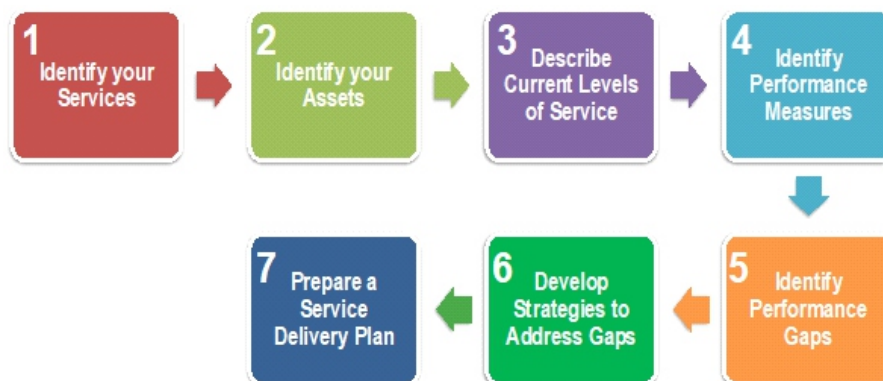 1
Identify your
Services
2
Identify your
Assets
3
Describe
Current Levels
of Service
4
Identify
Performance
Measures
5
Identify
Performance
Gaps
6
Develop
Strategies to
Address Gaps
7
Prepare a
Service
Delivery Plan